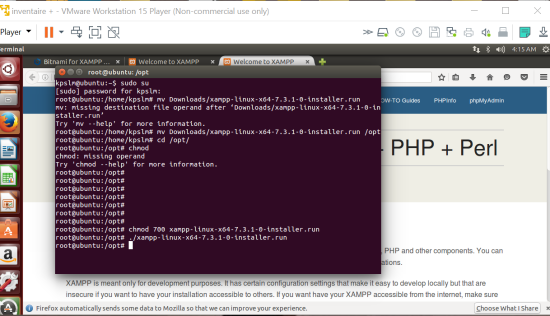 inventaire + - VMware Workstation 15 Player (Non-commercial use only)
Player
Terminal
4:15 AM
Bitnami for XAMPP
Welcome to XAMPP
Welcome to XAMPP
root@ubuntu: /opt
HOW-TO Guides PHPInfo phpMyAdmin
kpslm@ubuntu:~$ sudo su
[sudo] password for kpslm:
root@ubuntu:/home/kpslm# mv Downloads/xampp-linux-x64-7.3.1-0-installer.run
mv: missing destination file operand after 'Downloads/xampp-linux-x64-7.3.1-0-in
staller.run'
Try 'mv --help' for more information.
root@ubuntu:/home/kpslm# mv Downloads/xampp-linux-x64-7.3.1-0-installer.run /opt
root@ubuntu:/home/kpslm# cd /opt/
root@ubuntu:/opt# chmod
chmod: missing operand
Try 'chmod --help' for more information.
root@ubuntu:/opt#
root@ubuntu:/opt#
root@ubuntu:/opt#
root@ubuntu:/opt#
root@ubuntu:/opt#
root@ubuntu:/opt# chmod 700 xampp-linux-x64-7.3.1-0-installer.run
root@ubuntu:/opt# ./xampp-linux-x64-7.3.1-0-installer.run
root@ubuntu:/opt#
PHP + Perl
, PHP and other components. You can
XAMPP is meant only for development purposes. It has certain configuration settings that make it easy to develop locally but that are
insecure if you want to have your installation accessible to others. If you want have your XAMPP accessible from the internet, make sure
Firefox automatically sends some data to Mozilla so that we can improve your experience.
Choose What I Share